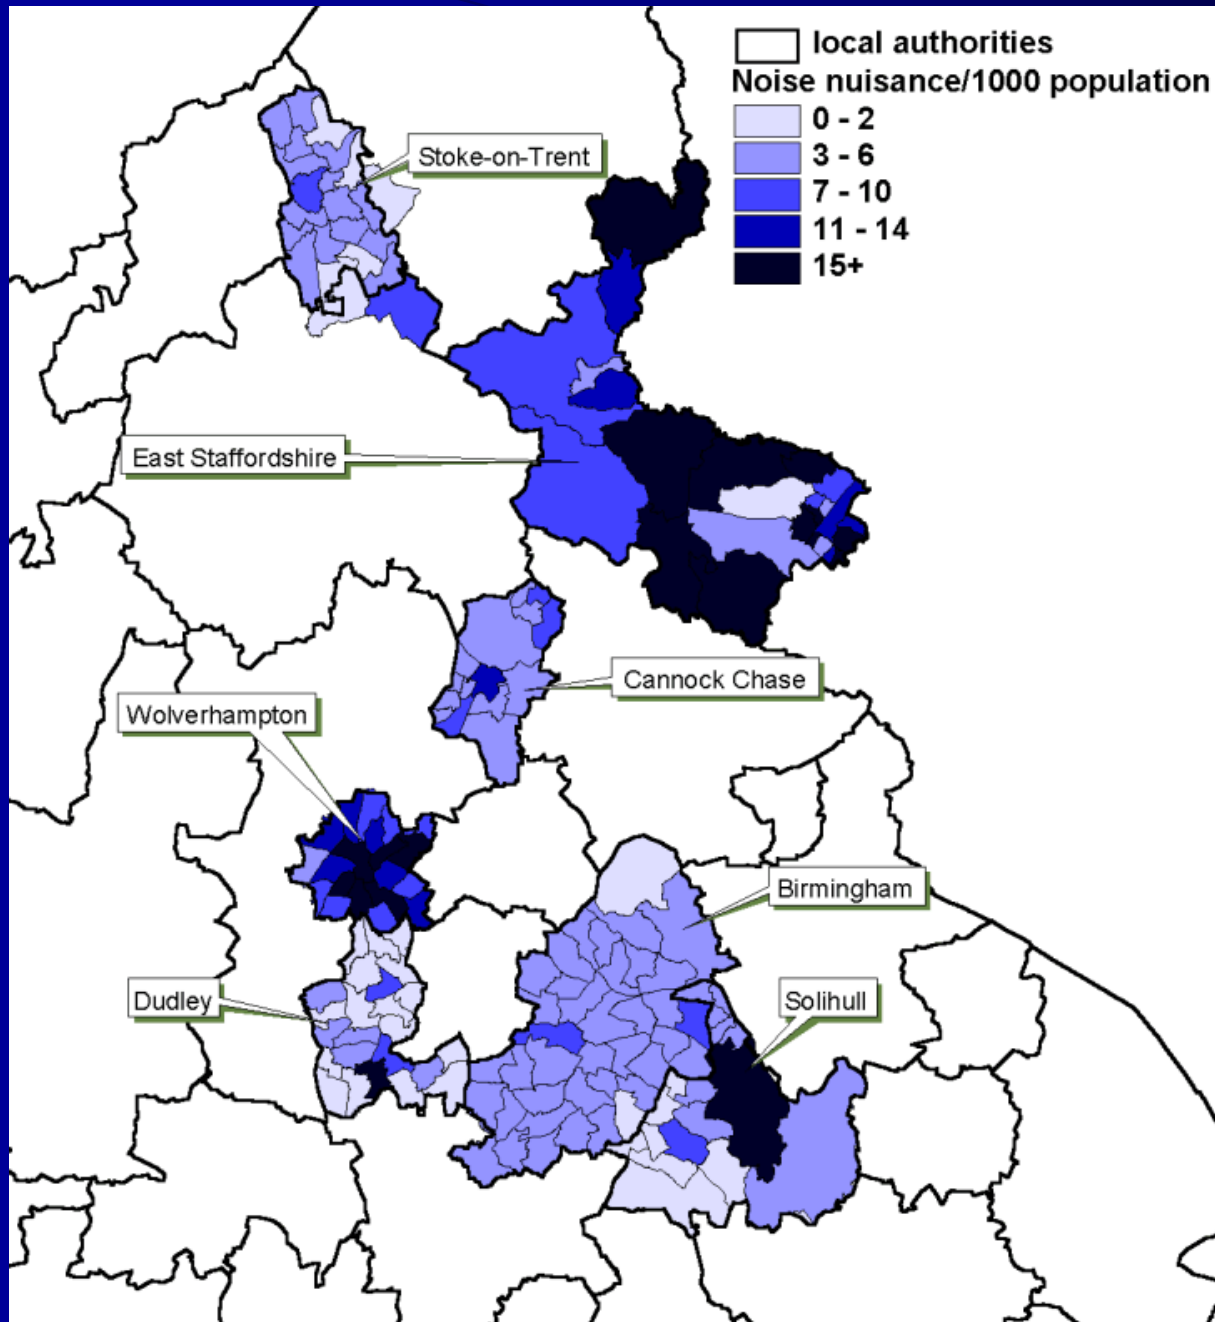 local authorities
Noise nuisance/1000 population
0 - 2
3 - 6
7 - 10
11 - 14
15+
Stoke-on-Trent
East Staffordshire
Cannock Chase
Wolverhampton
Birmingham
Dudley
Solihull